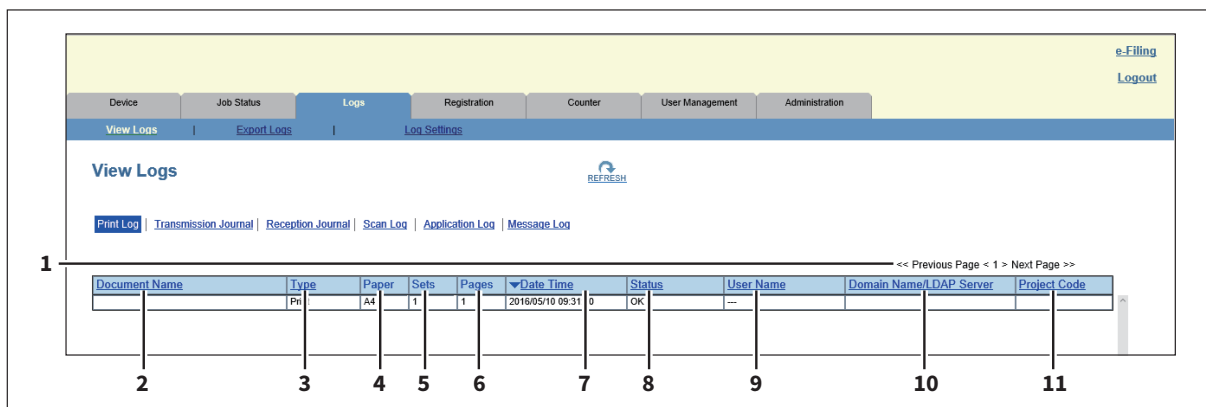 e-Filing
Logout
Device Job Status Logs Registration Counter User Management Administration
View Logs | Export Logs | Log Settings
View Logs
REFRESH
Print Log | Transmission Journal | Reception Journal | Scan Log | Application Log | Message Log
1
<< Previous Page < 1 > Next Page >>
Document Name Type Paper Sets Pages Date Time Status User Name Domain Name/LDAP Server Project Code
A4 1 1 2016/05/10 OK ---
2 3 4 5 6 7 8 9 10 11